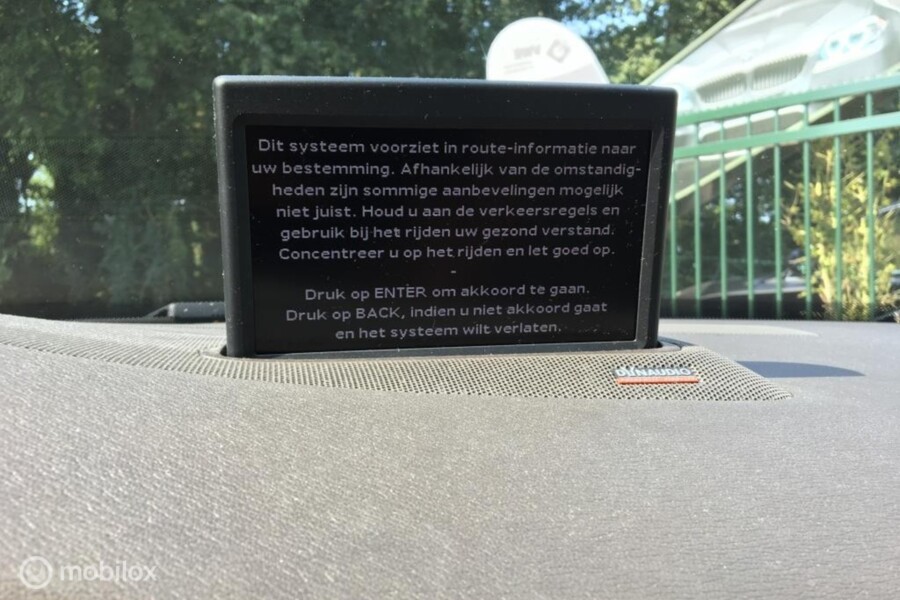 Dit systeem voorziet in route-informatie naar
uw bestemming. Afhankelijk van de omstandig-
heden zijn sommige aanbevelingen mogelijk
niet juist. Houd u aan de verkeersregels en
gebruik bij het rijden uw gezond verstand.
Concentreer u op het rijden en let goed op.
-
Druk op ENTER om akkoord te gaan.
Druk op BACK, indien u niet akkoord gaat
en het systeem wilt verlaten.
DYNAUDIO
mobilox